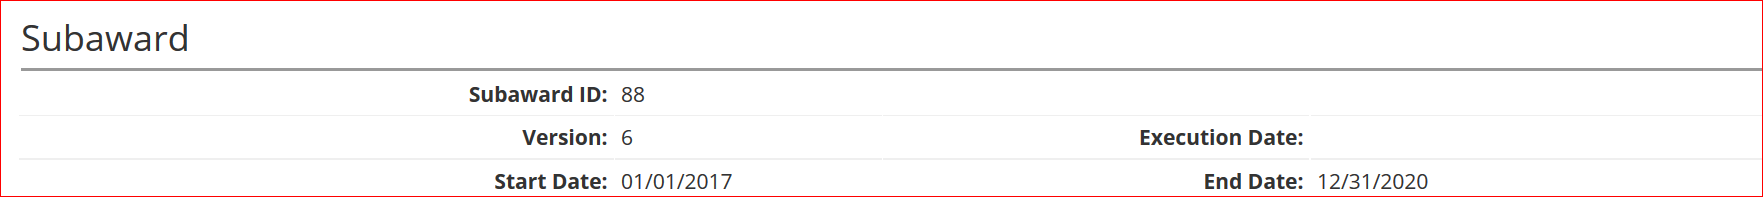 Subaward
Subaward ID: 88
Version: 6 Execution Date:
Start Date: 01/01/2017 End Date: 12/31/2020